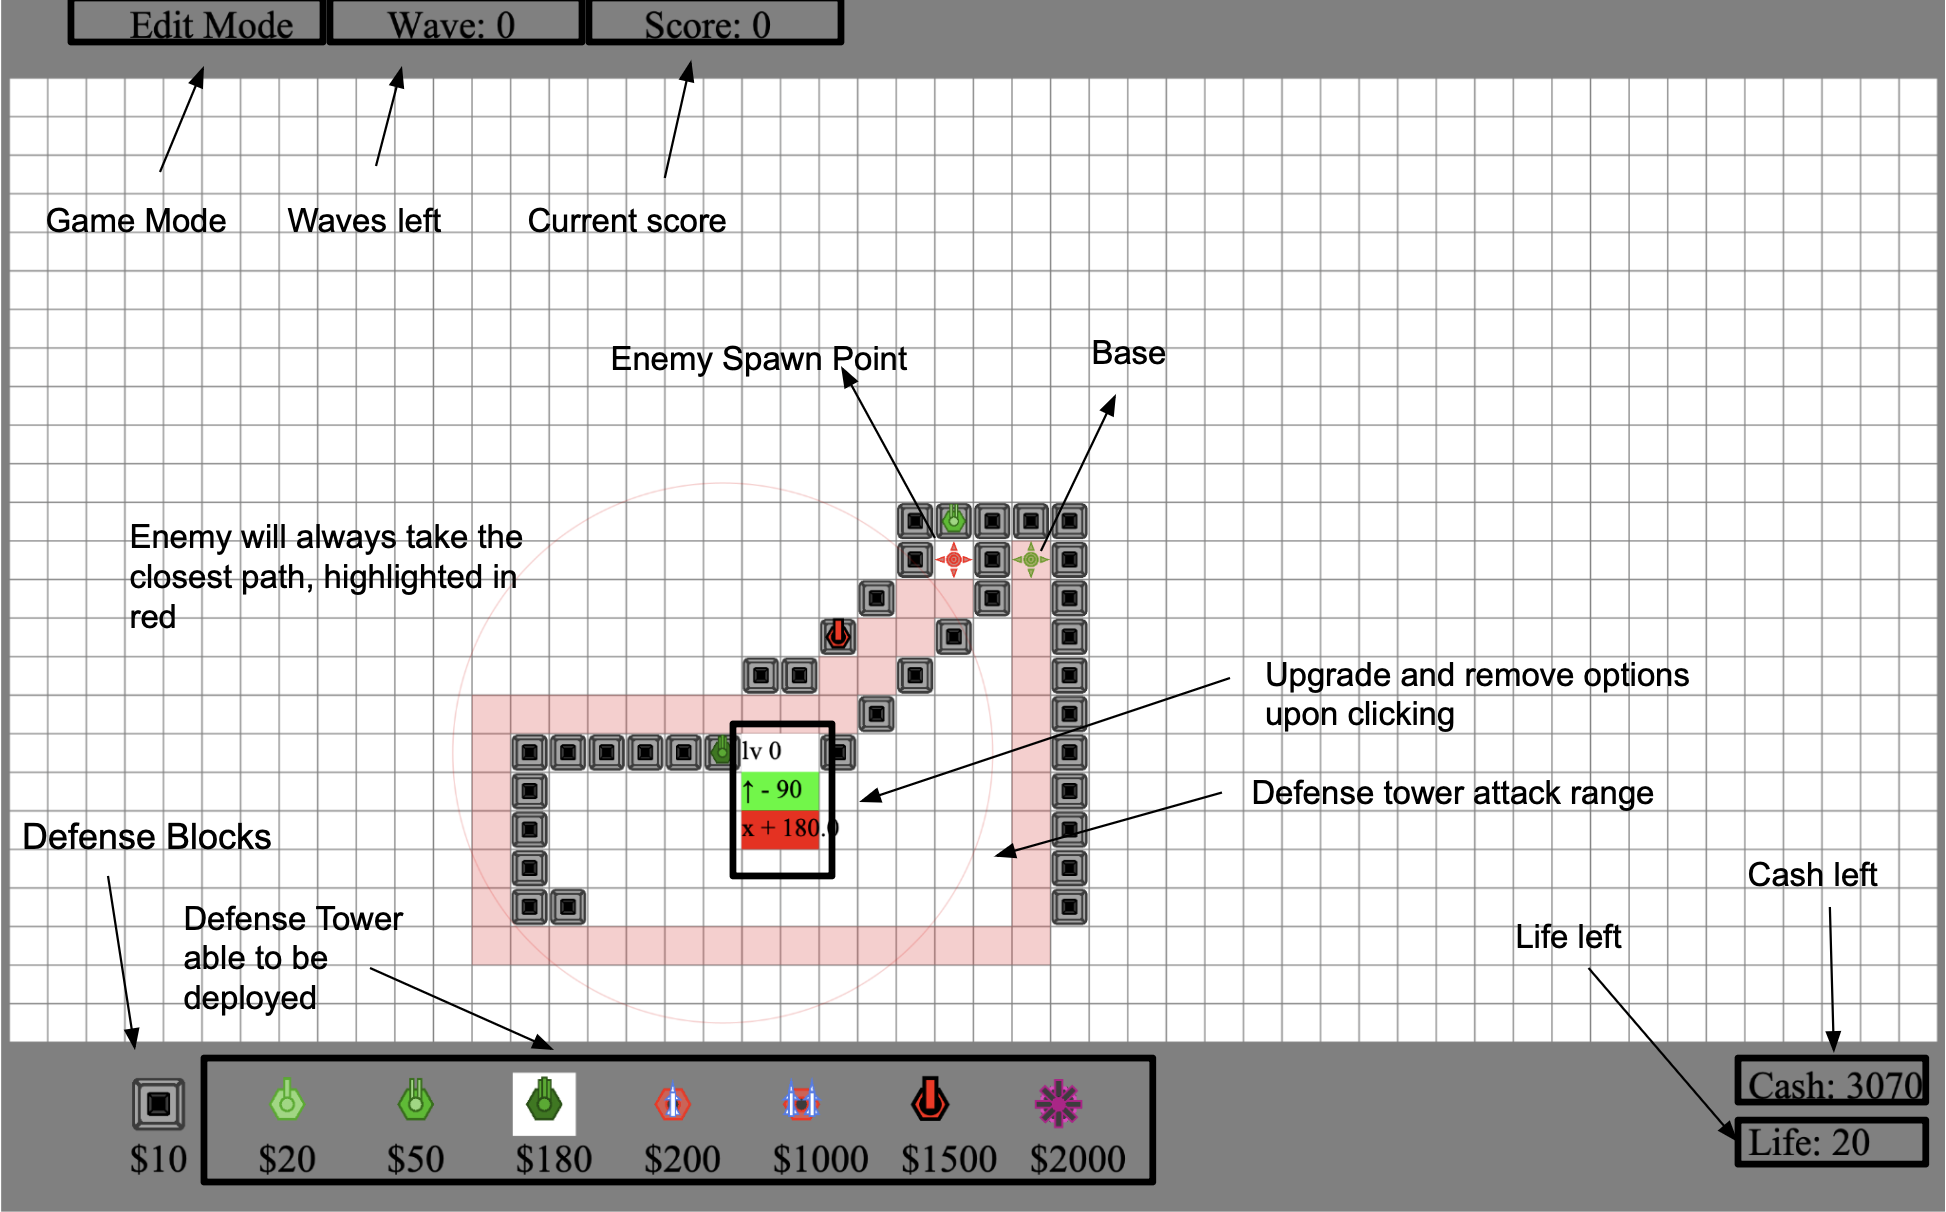 Edit Mode
Wave: 0
Score: 0
Game Mode
Waves left
Current score
Enemy Spawn Point
Base
Enemy will always take the
closest path, highlighted in
red
Upgrade and remove options
upon clicking
lv 0
↑ - 90
x + 180.0
Defense tower attack range
Defense Blocks
Defense Tower
able to be
deployed
Cash left
Life left
$10
$20
$50
$180
$200
$1000
$1500
$2000
Cash: 3070
Life: 20